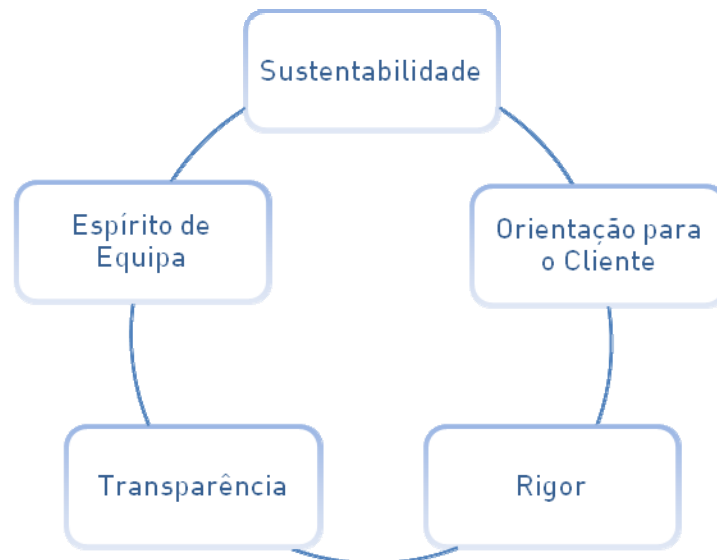 Sustentabilidade
Orientação para
o Cliente
Rigor
Transparência
Espírito de
Equipa